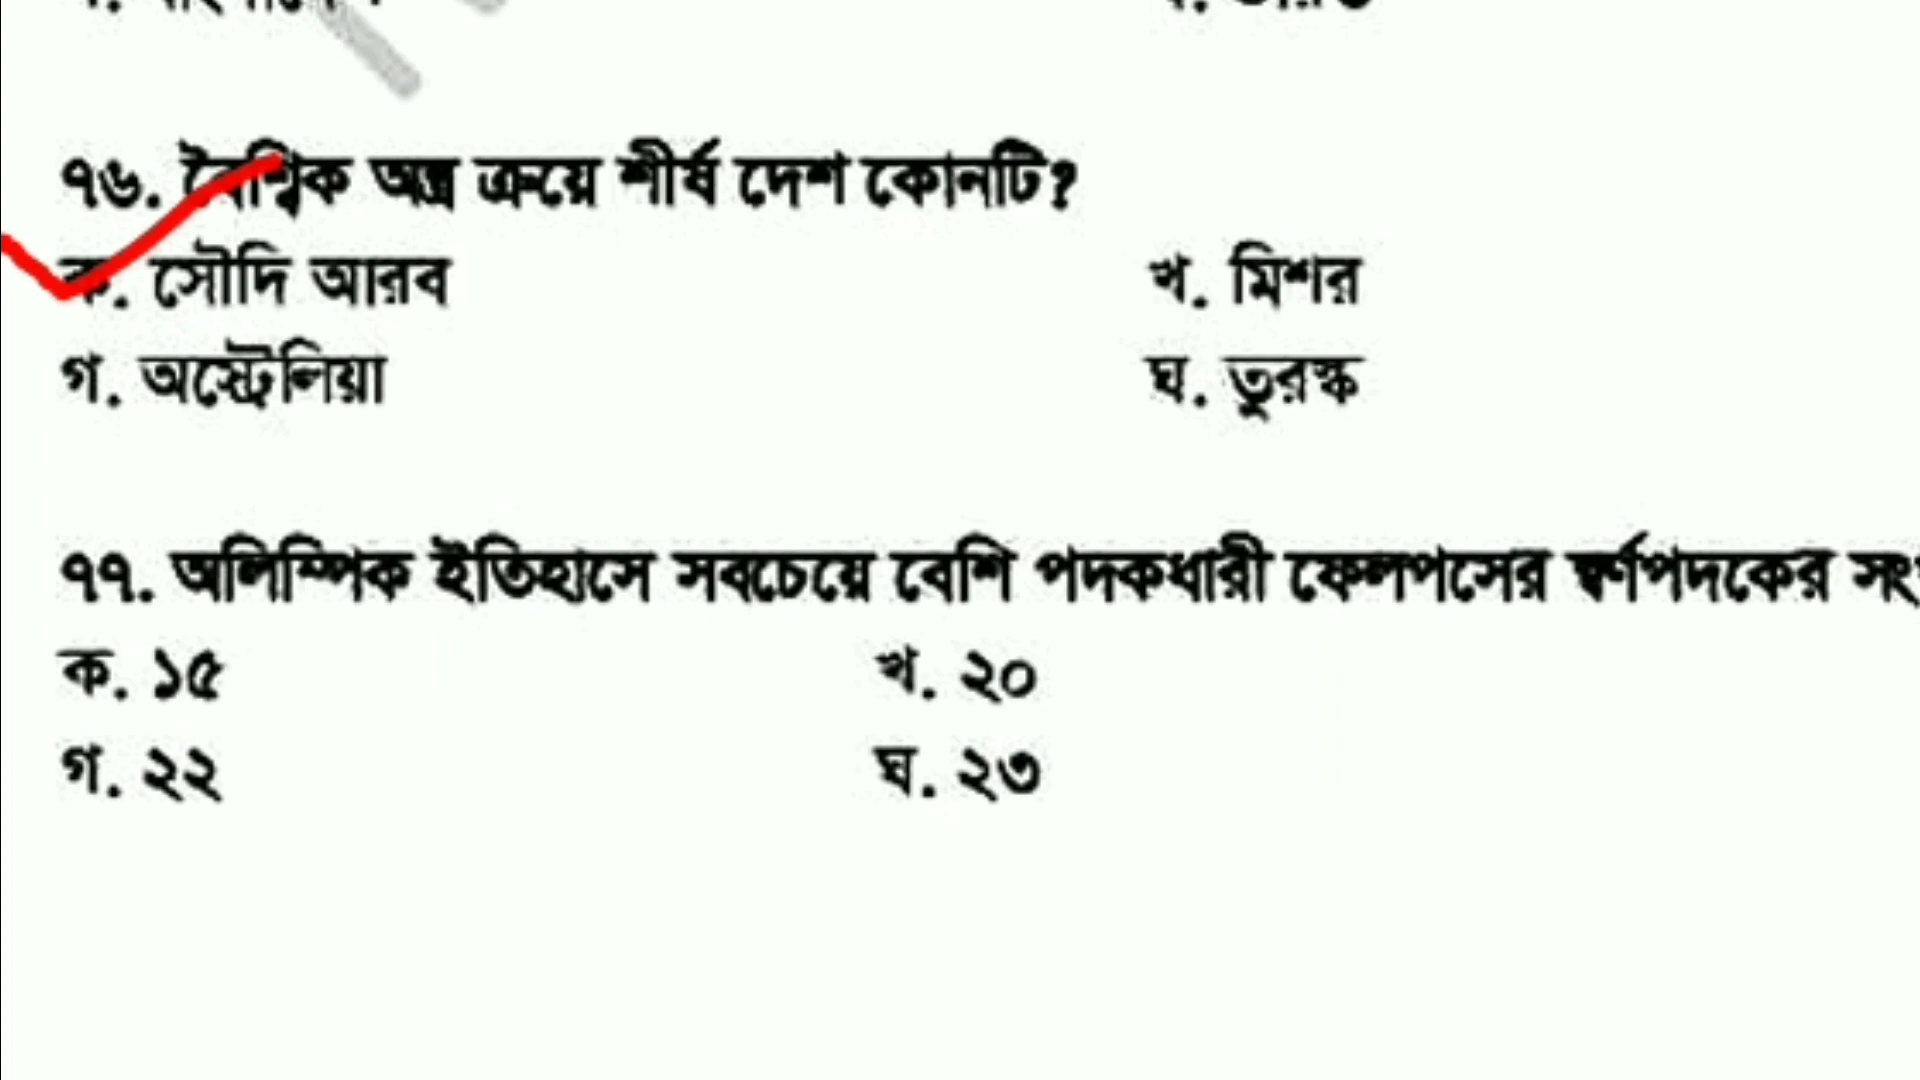 ৭৬. বৈশ্বিক অস্ত্র ক্রয়ে শীর্ষ দেশ কোনটি?
ক. সৌদি আরব খ. মিশর
গ. অস্ট্রেলিয়া ঘ. তুরস্ক
৭৭. অলিম্পিক ইতিহাসে সবচেয়ে বেশি পদকধারী ফেলপসের স্বর্ণপদকের
ক. ১৫ খ. ২০
গ. ২২ ঘ. ২৩